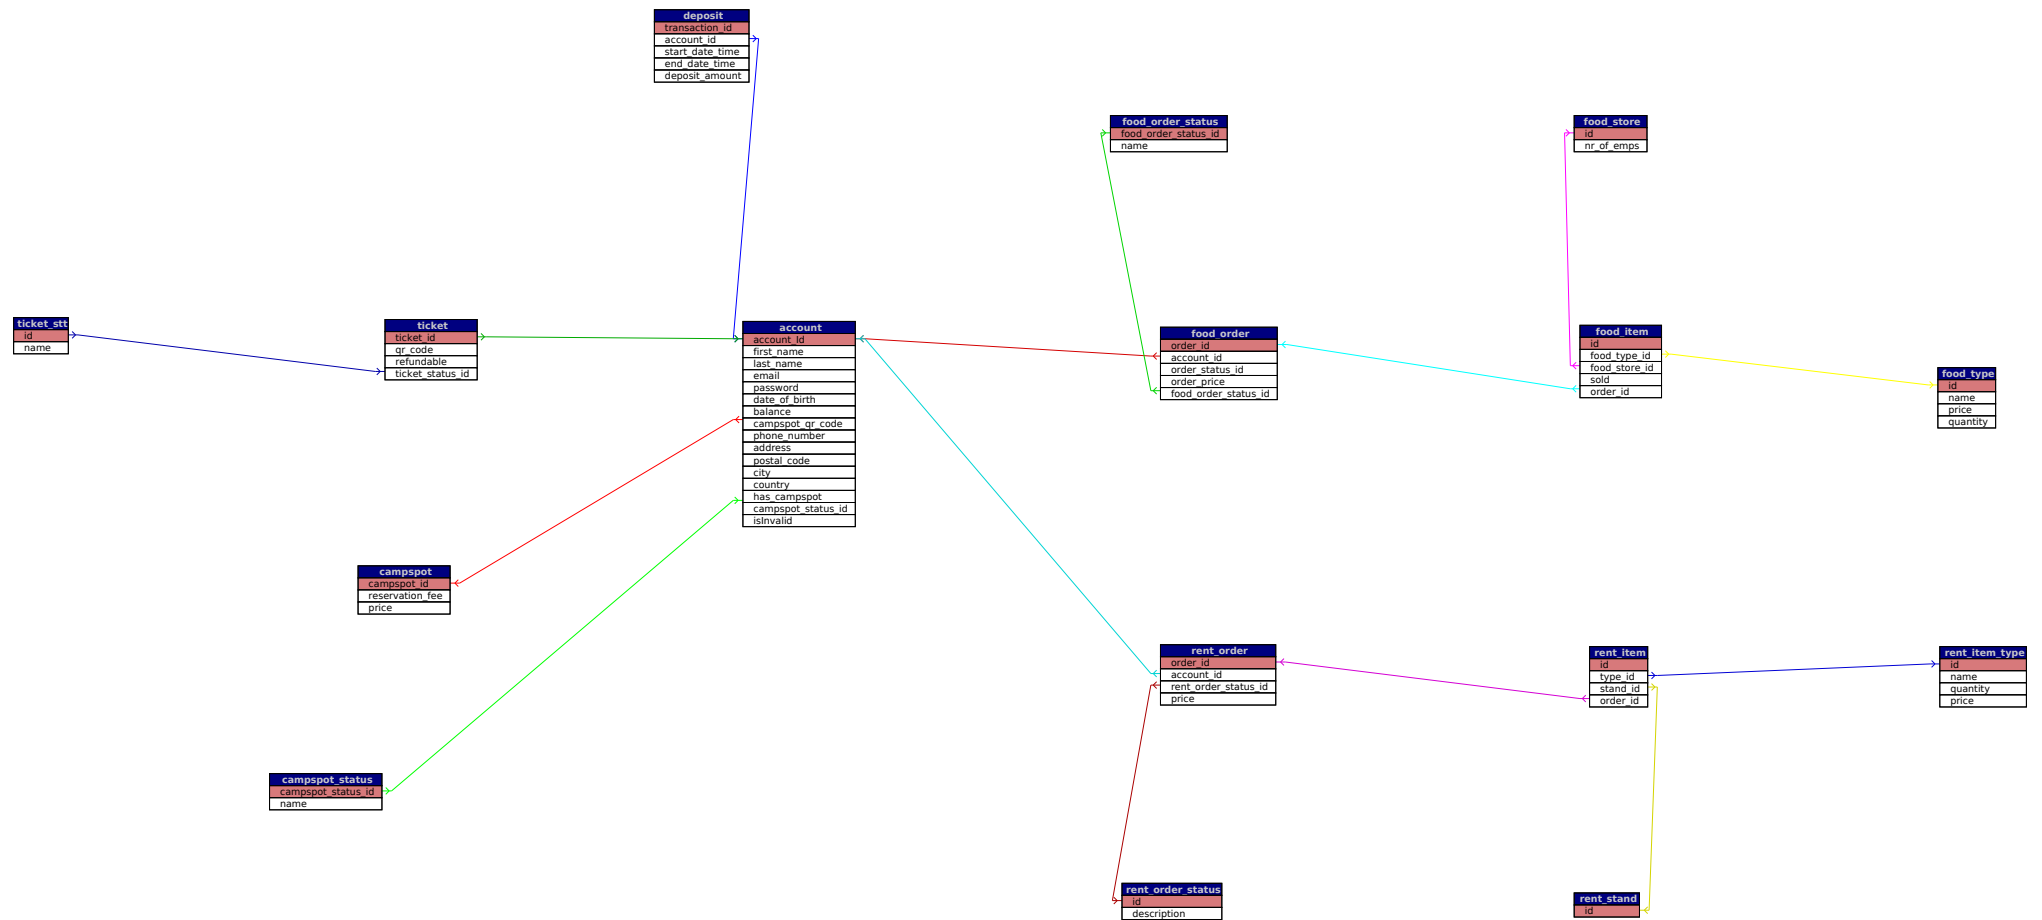 deposit
transaction_id
account_id
start_date_time
end_date_time
deposit_amount
food_order_status
food_order_status_id
name
food_store
id
nr_of_emps
ticket_stt
id
name
ticket
ticket_id
qr_code
refundable
ticket_status_id
account
account_Id
first_name
last_name
email
password
date_of_birth
balance
campspot_qr_code
phone_number
address
postal_code
city
country
has_campspot
campspot_status_id
isInvalid
food_order
order_id
account_id
order_status_id
order_price
food_order_status_id
food_item
id
food_type_id
food_store_id
sold
order_id
food_type
id
name
price
quantity
campspot
campspot_id
reservation_fee
price
rent_order
order_id
account_id
rent_order_status_id
price
rent_item
id
type_id
stand_id
order_id
rent_item_type
id
name
quantity
price
campspot_status
campspot_status_id
name
rent_order_status
id
description
rent_stand
id